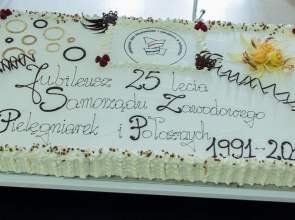 Jubileusz 25 lecia
Samorządu Zawodowego
Pielęgniarek i Położnych
1991-20